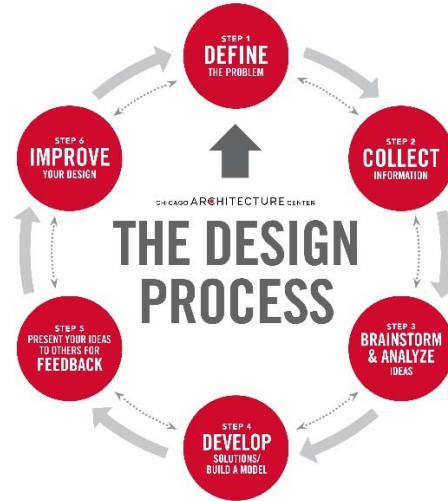 STEP 1
DEFINE
THE PROBLEM
STEP 2
COLLECT
INFORMATION
STEP 3
BRAINSTORM
& ANALYZE
IDEAS
STEP 4
DEVELOP
SOLUTIONS/
BUILD A MODEL
STEP 5
PRESENT YOUR IDEAS
TO OTHERS FOR
FEEDBACK
STEP 6
IMPROVE
YOUR DESIGN
CHICAGO ARCHITECTURE CENTER
THE DESIGN
PROCESS